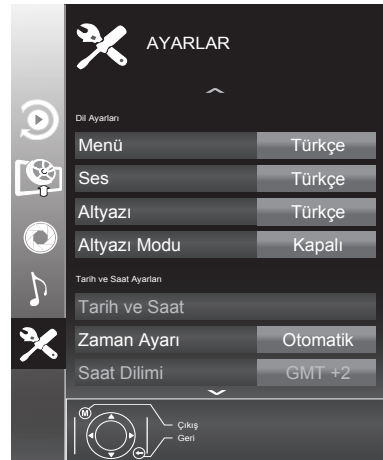 AYARLAR
Dil Ayarları
Menü Türkçe
Ses Türkçe
Altyazı Türkçe
Altyazı Modu Kapalı
Tarih ve Saat Ayarları
Tarih ve Saat
Zaman Ayarı Otomatik
Saat Dilimi GMT +2
M
Çıkış
Geri